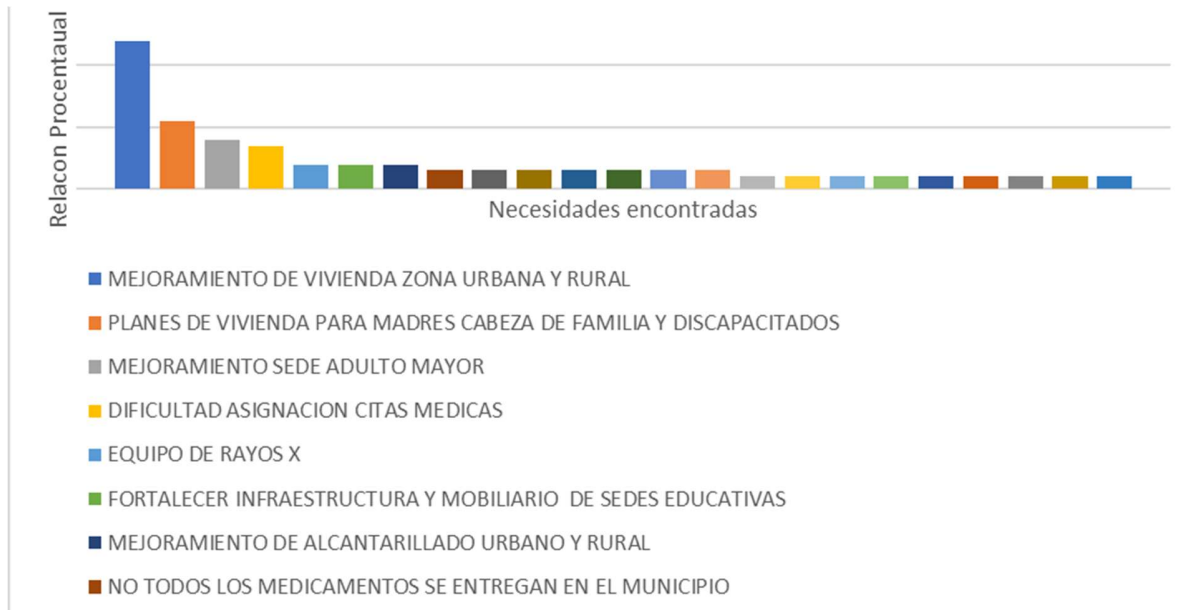 Relacon Procentaual
Necesidades encontradas
MEJORAMIENTO DE VIVIENDA ZONA URBANA Y RURAL
PLANES DE VIVIENDA PARA MADRES CABEZA DE FAMILIA Y DISCAPACITADOS
MEJORAMIENTO SEDE ADULTO MAYOR
DIFICULTAD ASIGNACION CITAS MEDICAS
EQUIPO DE RAYOS X
FORTALECER INFRAESTRUCTURA Y MOBILIARIO DE SEDES EDUCATIVAS
MEJORAMIENTO DE ALCANTARILLADO URBANO Y RURAL
NO TODOS LOS MEDICAMENTOS SE ENTREGAN EN EL MUNICIPIO